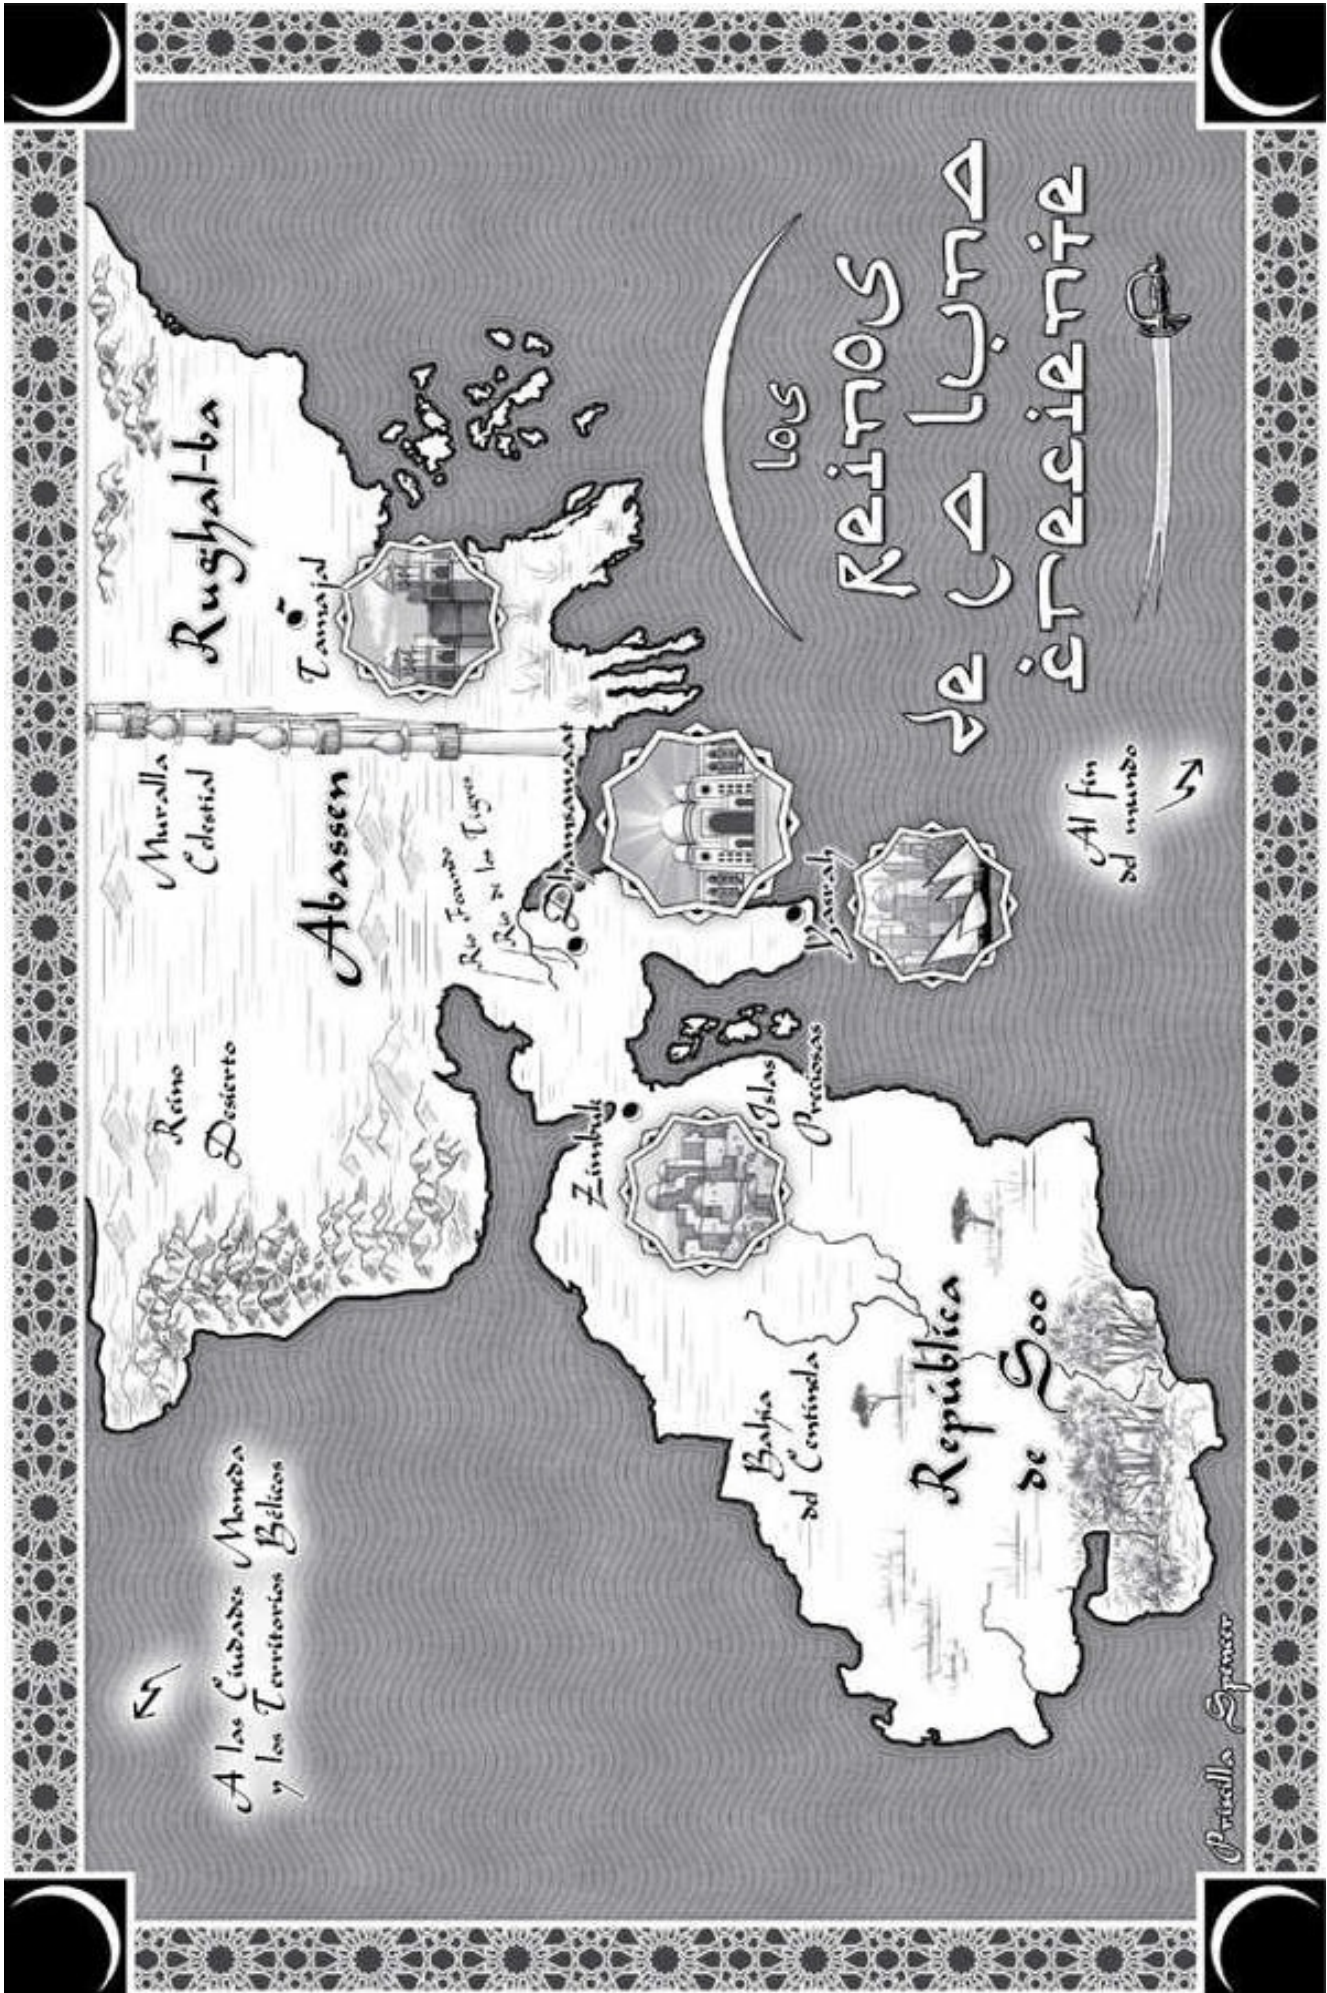 A las Ciudades Moneda
y los Territorios Bélicos
Reino
Desierto
Muralla
Celestial
Rughal-ba
Abassen
Tamajal
Río Fecundo
Río de los Tigres
Dhamsawaat
Islas
Preciosas
Bahía
del Centinela
República
de Soo
Al fin
del mundo
Los
Reinos
de la luna
creciente
Priscilla Spencer